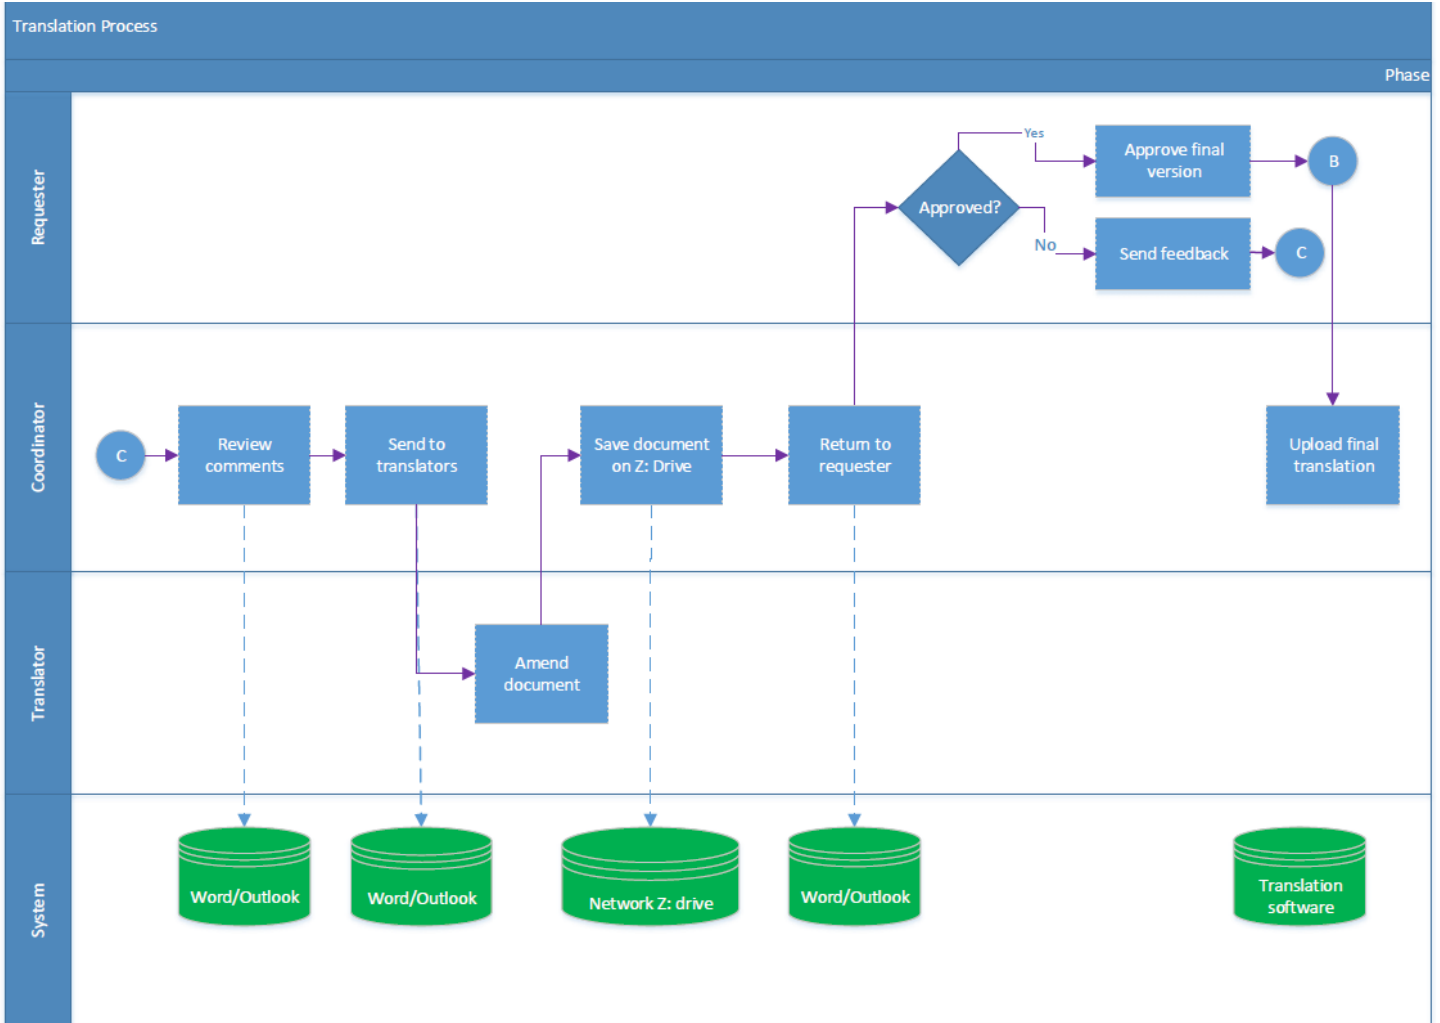 Translation Process
Phase
Requester
Yes
Approve final
version
B
Approved?
No
Send feedback
C
Coordinator
C
Review
comments
Send to
translators
Save document
on Z: Drive
Return to
requester
Upload final
translation
Translator
Amend
document
System
Word/Outlook
Word/Outlook
Network Z: drive
Word/Outlook
Translation
software